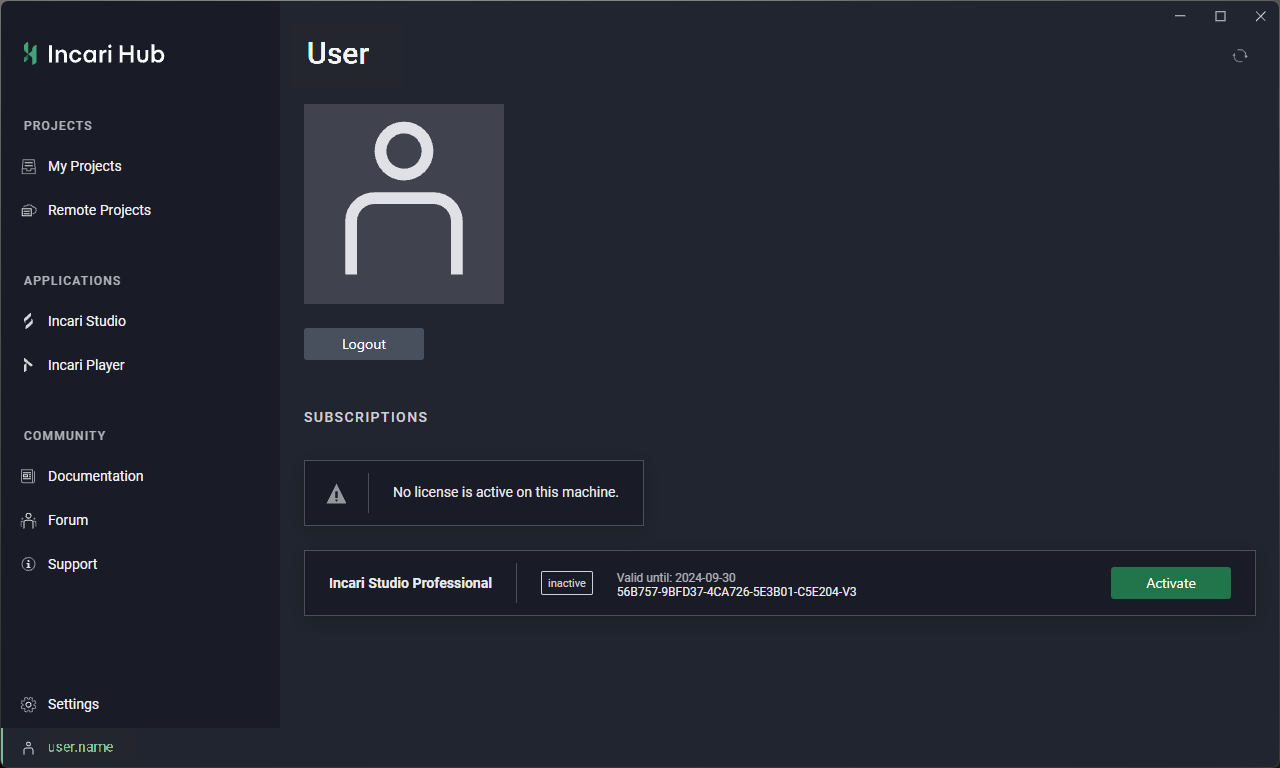 Incari Hub
PROJECTS
My Projects
Remote Projects
APPLICATIONS
Incari Studio
Incari Player
COMMUNITY
Documentation
Forum
Support
Settings
user.name
User
Logout
SUBSCRIPTIONS
No license is active on this machine.
Incari Studio Professional
inactive
Valid until: 2024-09-30
56B757-9BFD37-4CA726-5E3B01-C5E204-V3
Activate